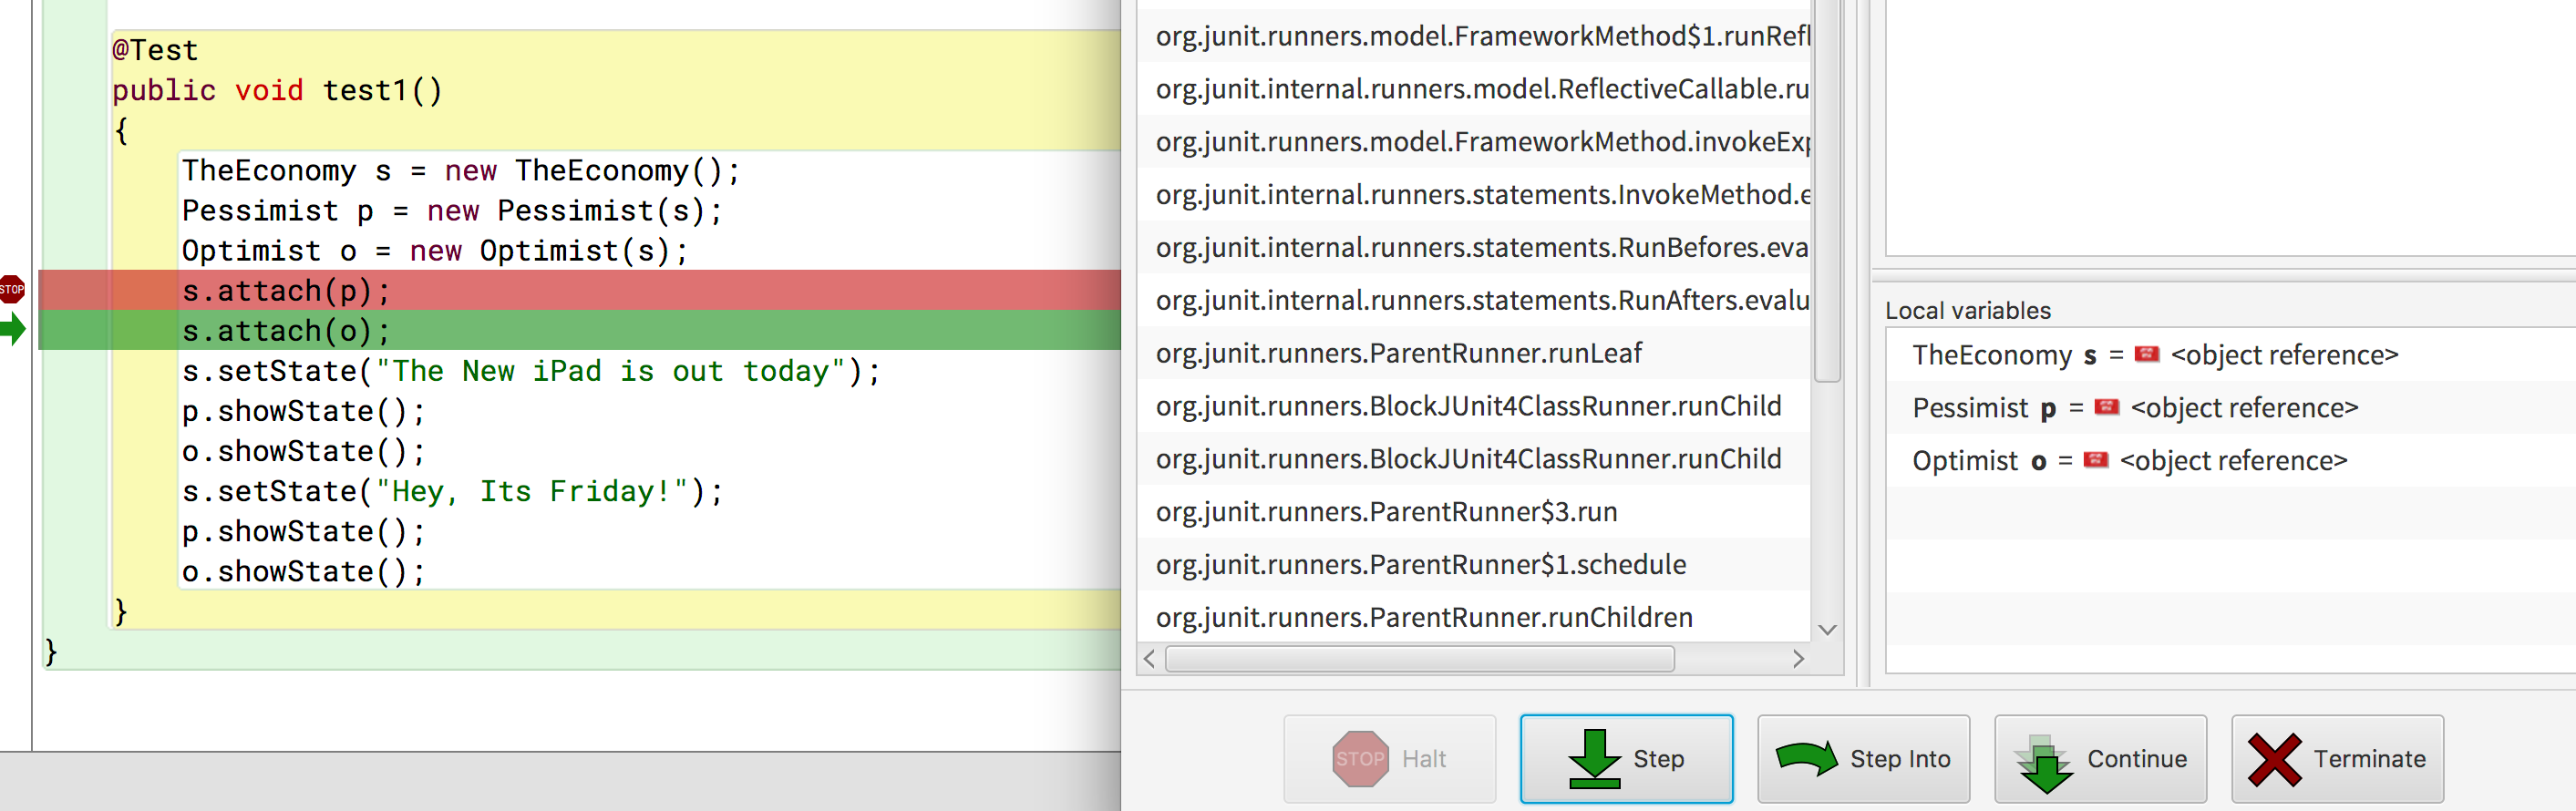 @Test
public void test1()
{
TheEconomy s = new TheEconomy();
Pessimist p = new Pessimist(s);
Optimist o = new Optimist(s);
STOP
s.attach(p);
s.attach(o);
s.setState("The New iPad is out today");
p.showState();
o.showState();
s.setState("Hey, Its Friday!");
p.showState();
o.showState();
}
}
org.junit.runners.model.FrameworkMethod$1.runRefl
org.junit.internal.runners.model.ReflectiveCallable.ru
org.junit.runners.model.FrameworkMethod.invokeExp
org.junit.internal.runners.statements.InvokeMethod.e
org.junit.internal.runners.statements.RunBefores.eva
org.junit.internal.runners.statements.RunAfters.evalu
org.junit.runners.ParentRunner.runLeaf
org.junit.runners.BlockJUnit4ClassRunner.runChild
org.junit.runners.BlockJUnit4ClassRunner.runChild
org.junit.runners.ParentRunner$3.run
org.junit.runners.ParentRunner$1.schedule
org.junit.runners.ParentRunner.runChildren
Local variables
TheEconomy s = <object reference>
Pessimist p = <object reference>
Optimist o = <object reference>
STOP Halt
Step
Step Into
Continue
Terminate